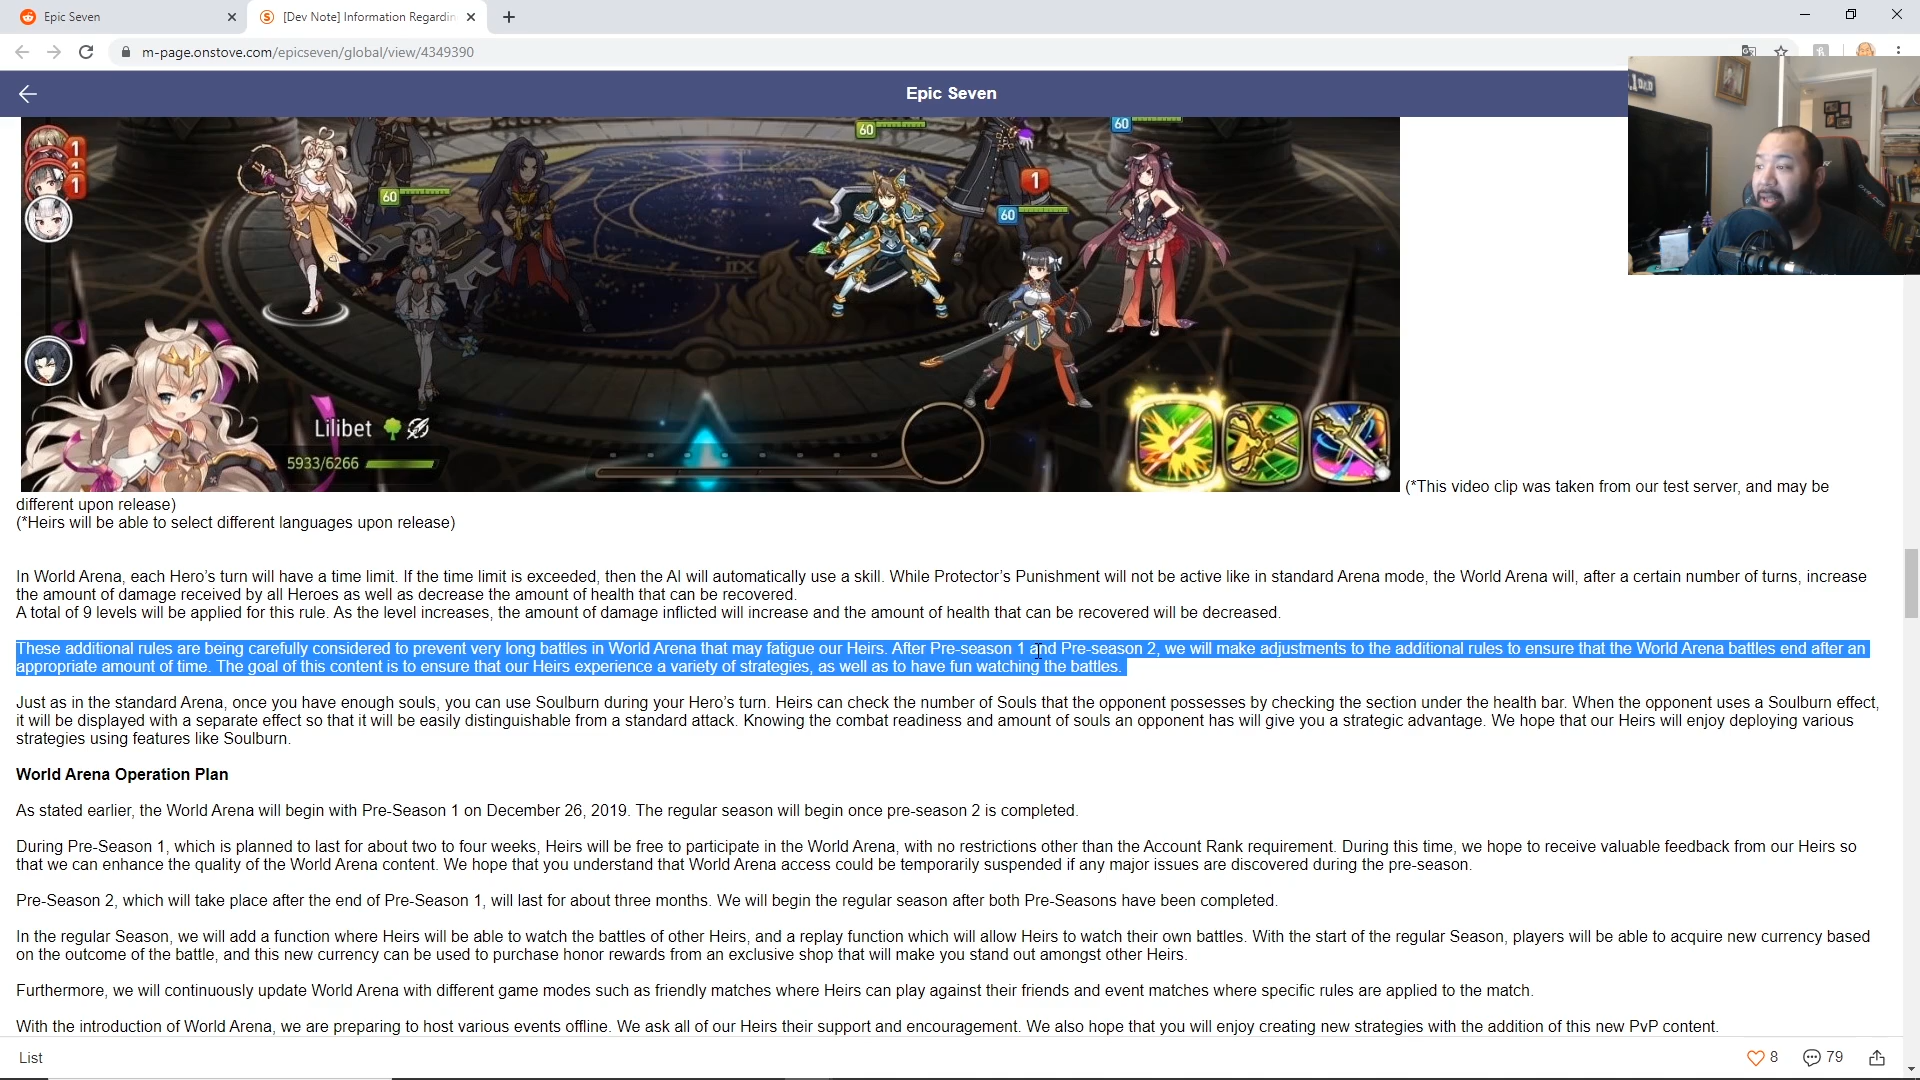 Epic Seven
[Dev Note] Information Regardin
m-page.onstove.com/epicseven/global/view/4349390
Epic Seven
60
60
1
1
60
1
60
Lilibet
5933/6266
(*This video clip was taken from our test server, and may be
different upon release)
(*Heirs will be able to select different languages upon release)
In World Arena, each Hero's turn will have a time limit. If the time limit is exceeded, then the AI will automatically use a skill. While Protector's Punishment will not be active like in standard Arena mode, the World Arena will, after a certain number of turns, increase
the amount of damage received by all Heroes as well as decrease the amount of health that can be recovered.
A total of 9 levels will be applied for this rule. As the level increases, the amount of damage inflicted will increase and the amount of health that can be recovered will be decreased.
These additional rules are being carefully considered to prevent very long battles in World Arena that may fatigue our Heirs. After Pre-season 1 and Pre-season 2, we will make adjustments to the additional rules to ensure that the World Arena battles end after an
appropriate amount of time. The goal of this content is to ensure that our Heirs experience a variety of strategies, as well as to have fun watching the battles.
Just as in the standard Arena, once you have enough souls, you can use Soulburn during your Hero's turn. Heirs can check the number of Souls that the opponent possesses by checking the section under the health bar. When the opponent uses a Soulburn effect,
it will be displayed with a separate effect so that it will be easily distinguishable from a standard attack. Knowing the combat readiness and amount of souls an opponent has will give you a strategic advantage. We hope that our Heirs will enjoy deploying various
strategies using features like Soulburn.
World Arena Operation Plan
As stated earlier, the World Arena will begin with Pre-Season 1 on December 26, 2019. The regular season will begin once pre-season 2 is completed.
During Pre-Season 1, which is planned to last for about two to four weeks, Heirs will be free to participate in the World Arena, with no restrictions other than the Account Rank requirement. During this time, we hope to receive valuable feedback from our Heirs so
that we can enhance the quality of the World Arena content. We hope that you understand that World Arena access could be temporarily suspended if any major issues are discovered during the pre-season.
Pre-Season 2, which will take place after the end of Pre-Season 1, will last for about three months. We will begin the regular season after both Pre-Seasons have been completed.
In the regular Season, we will add a function where Heirs will be able to watch the battles of other Heirs, and a replay function which will allow Heirs to watch their own battles. With the start of the regular Season, players will be able to acquire new currency based
on the outcome of the battle, and this new currency can be used to purchase honor rewards from an exclusive shop that will make you stand out amongst other Heirs.
Furthermore, we will continuously update World Arena with different game modes such as friendly matches where Heirs can play against their friends and event matches where specific rules are applied to the match.
With the introduction of World Arena, we are preparing to host various events offline. We ask all of our Heirs their support and encouragement. We also hope that you will enjoy creating new strategies with the addition of this new PvP content.
List
8
79